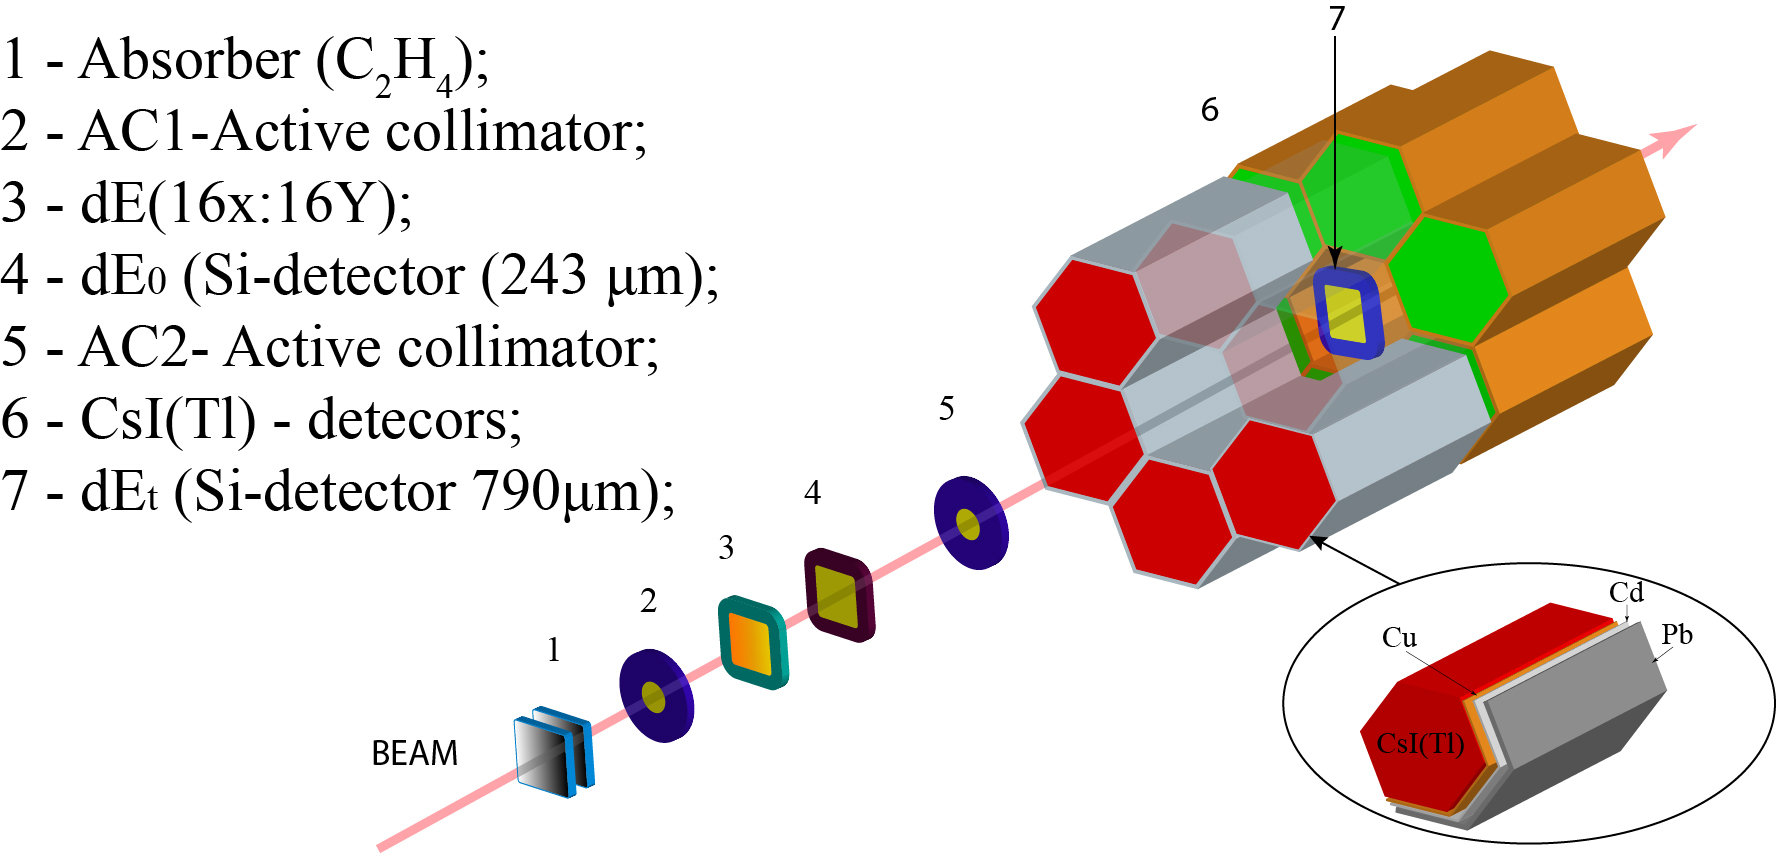 1 - Absorber (C₂H₄);
2 - AC1-Active collimator;
3 - dE(16x:16Y);
4 - dE₀ (Si-detector (243 μm);
5 - AC2- Active collimator;
6 - CsI(Tl) - detecors;
7 - dEt (Si-detector 790μm);
7
6
5
4
3
2
1
BEAM
Cd
Cu
Pb
CsI(Tl)